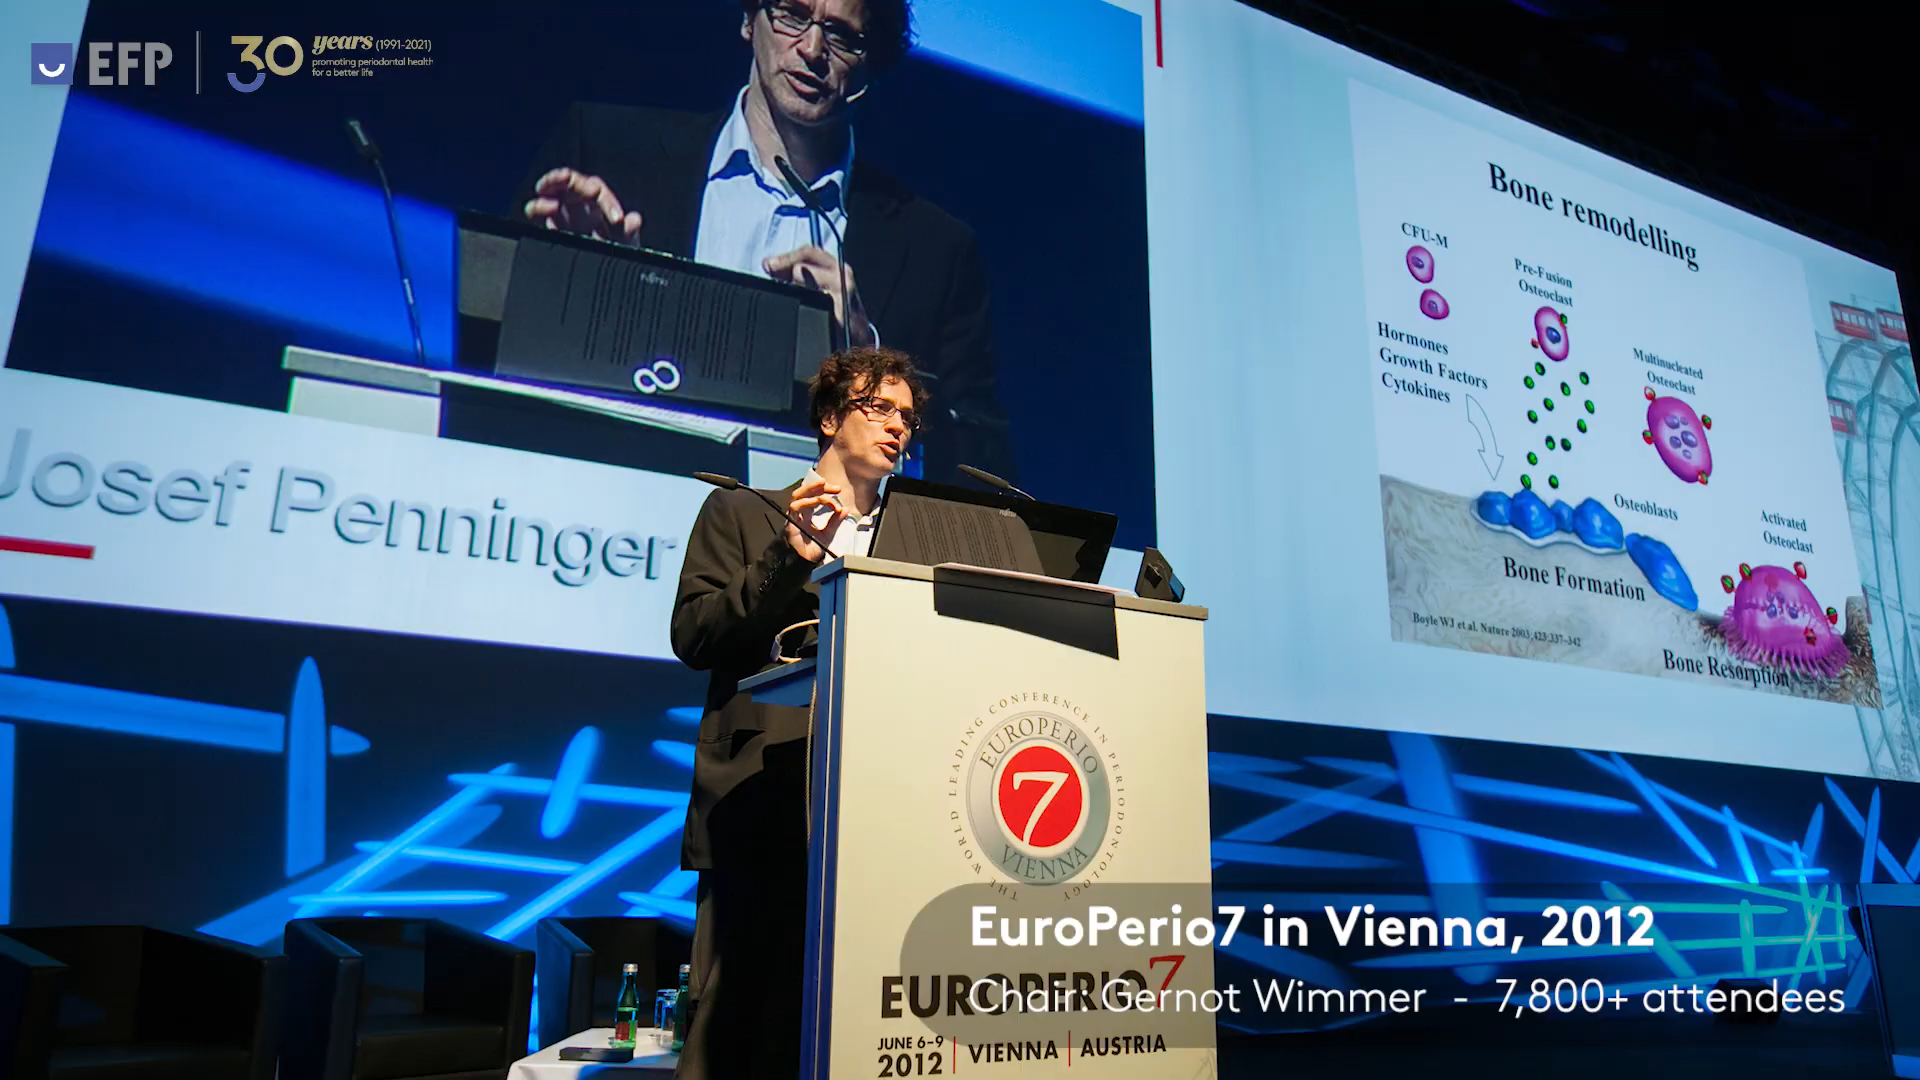 EFP
30 years (1991-2021)
promoting periodontal health
for a better life
FUJITSU
Josef Penninger
Bone remodelling
CFU-M
Pre-Fusion
Osteoclast
Hormones
Growth Factors
Cytokines
Multinucleated
Osteoclast
Osteoblasts
Activated
Osteoclast
Bone Formation
Boyle WJ et al. Nature 2003;423:337-342
Bone Resorption
FUJITSU
THE WORLD LEADING CONFERENCE IN PERIODONTOLOGY
EUROPERIO
7
VIENNA
EuroPerio7 in Vienna, 2012
Chair: Gernot Wimmer - 7,800+ attendees
EUROPERIO7
JUNE 6-9
2012 | VIENNA | AUSTRIA